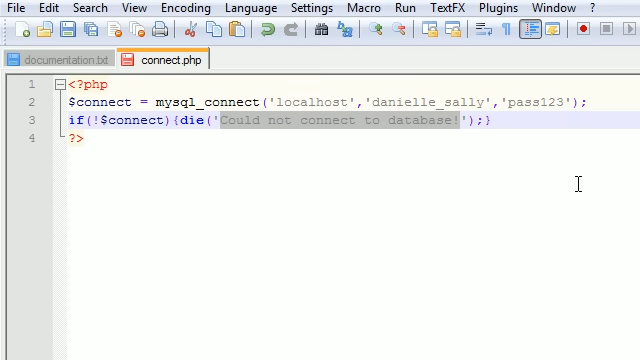 File Edit Search View Encoding Language Settings Macro Run TextFX Plugins Window ?
documentation.txt connect.php
1 <?php
2 $connect = mysql_connect('localhost','danielle_sally','pass123');
3 if(!$connect){die('Could not connect to database!');}
4 ?>